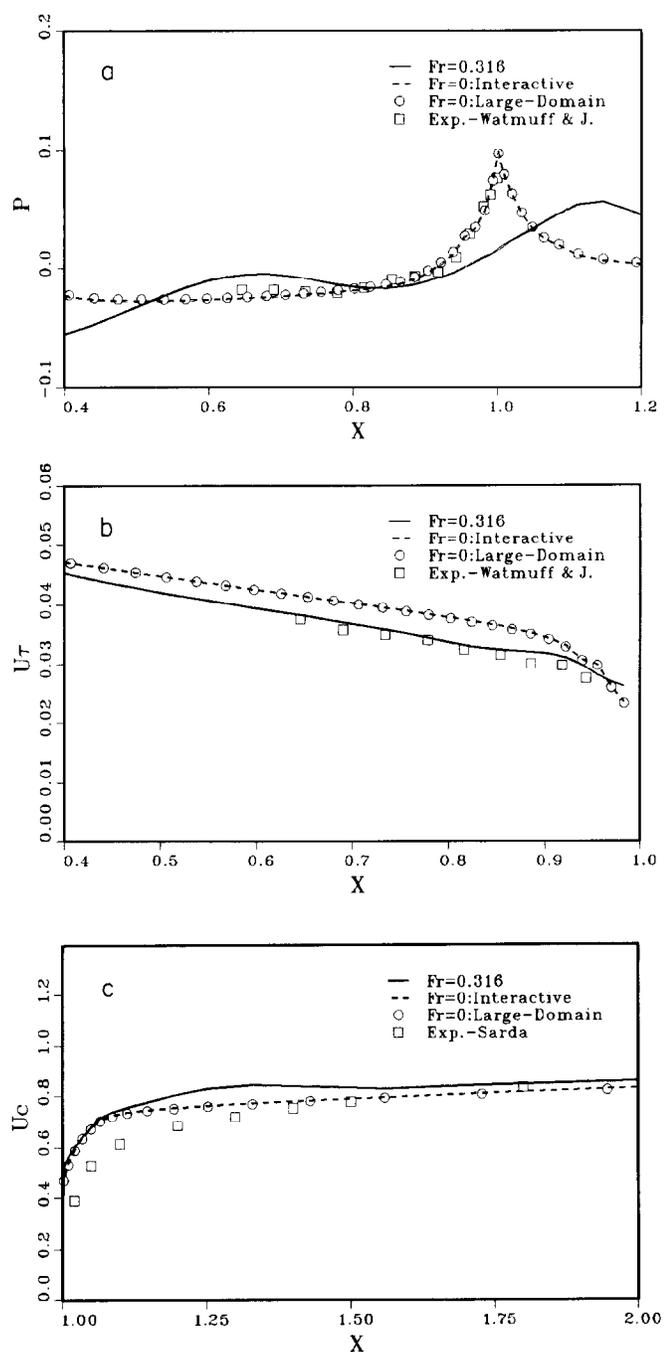 a
0.2
0.1
0.0
-0.1
P
Fr=0.316
Fr=0:Interactive
Fr=0:Large-Domain
Exp.-Watmuff & J.
0.4 0.6 0.8 1.0 1.2
X
b
0.06
0.05
0.04
0.03
0.02
0.01
0.00
Uτ
Fr=0.316
Fr=0:Interactive
Fr=0:Large-Domain
Exp.-Watmuff & J.
0.4 0.5 0.6 0.7 0.8 0.9 1.0
X
c
1.2
1.0
0.8
0.6
0.4
0.2
0.0
Uc
Fr=0.316
Fr=0:Interactive
Fr=0:Large-Domain
Exp.-Sarda
1.00 1.25 1.50 1.75 2.00
X